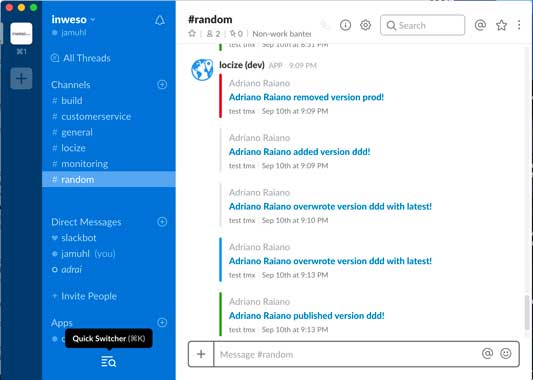 inweso
jamuhl
⌘1
All Threads
Channels
# build
# customerservice
# general
# locize
# monitoring
# random
Direct Messages
slackbot
jamuhl (you)
adrai
+ Invite People
Apps
Quick Switcher (⌘K)
#random
2
0
Non-work banter
Search
test tmx Sep 10th at 8:31 PM
locize (dev) APP 9:09 PM
Adriano Raiano
Adriano Raiano removed version prod!
test tmx Sep 10th at 9:09 PM
Adriano Raiano
Adriano Raiano added version ddd!
test tmx Sep 10th at 9:09 PM
Adriano Raiano
Adriano Raiano overwrote version ddd with latest!
test tmx Sep 10th at 9:10 PM
Adriano Raiano
Adriano Raiano overwrote version ddd with latest!
test tmx Sep 10th at 9:13 PM
Adriano Raiano
Adriano Raiano published version ddd!
test tmx Sep 10th at 9:13 PM
Message #random